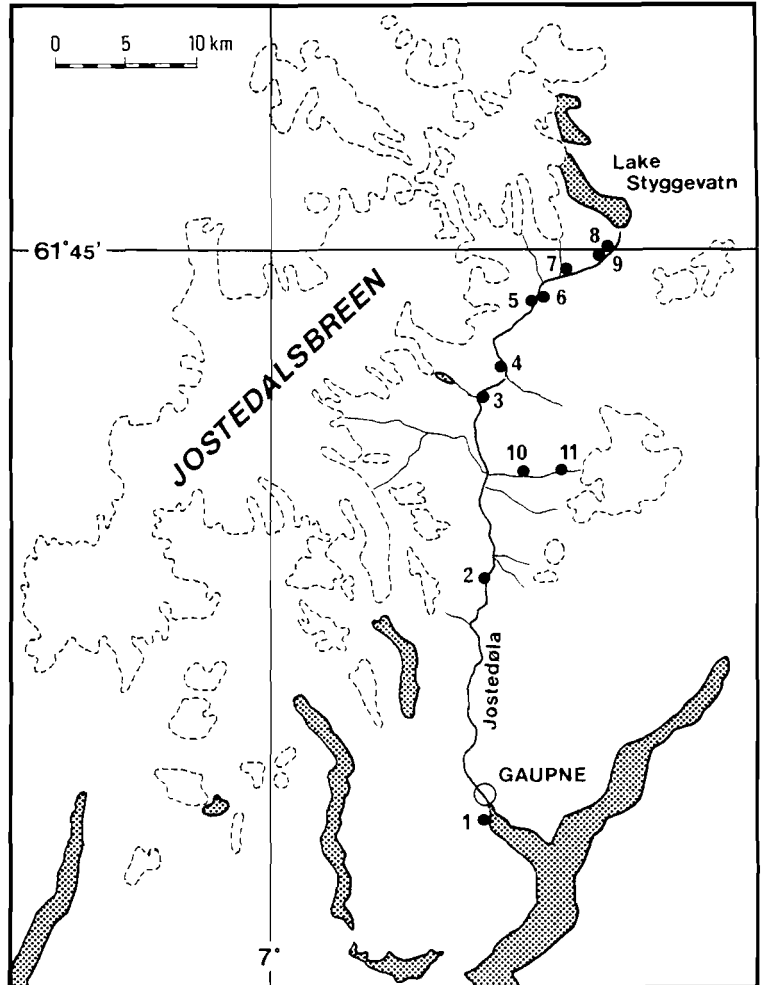 0 5 10 km
Lake
Styggevatn
61°45'
8
9
7
5
6
JOSTEDALSBREEN
4
3
10
11
2
Jostedøla
GAUPNE
1
7°